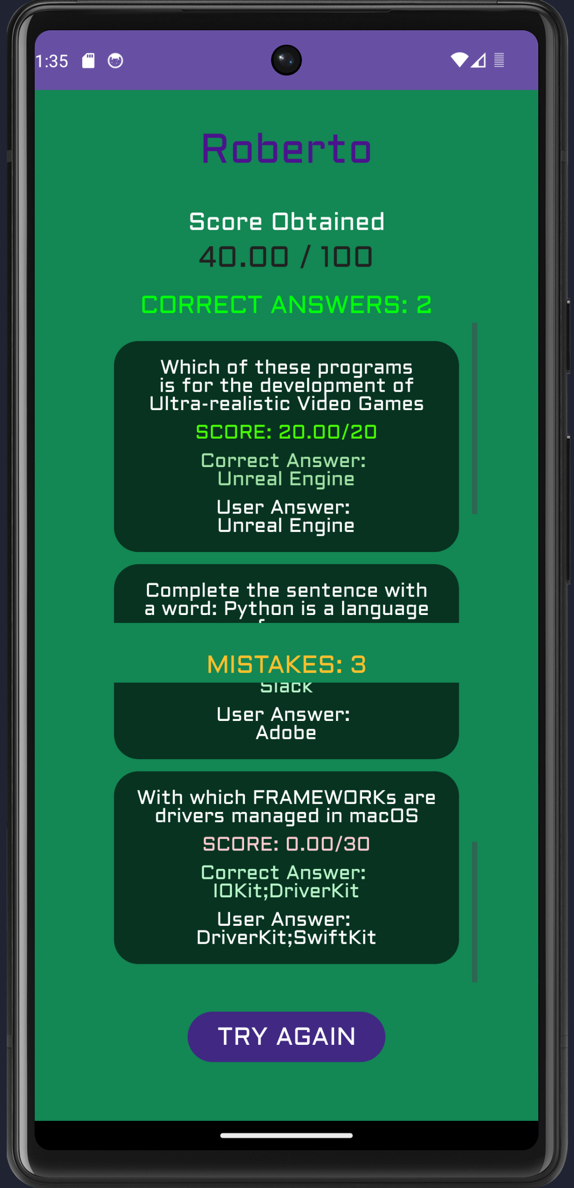 1:35
Roberto
Score Obtained
40.00 / 100
CORRECT ANSWERS: 2
Which of these programs
is for the development of
Ultra-realistic Video Games
SCORE: 20.00/20
Correct Answer:
Unreal Engine
User Answer:
Unreal Engine
Complete the sentence with
a word: Python is a language
MISTAKES: 3
Slack
User Answer:
Adobe
With which FRAMEWORKs are
drivers managed in macOS
SCORE: 0.00/30
Correct Answer:
IOKit;DriverKit
User Answer:
DriverKit;SwiftKit
TRY AGAIN